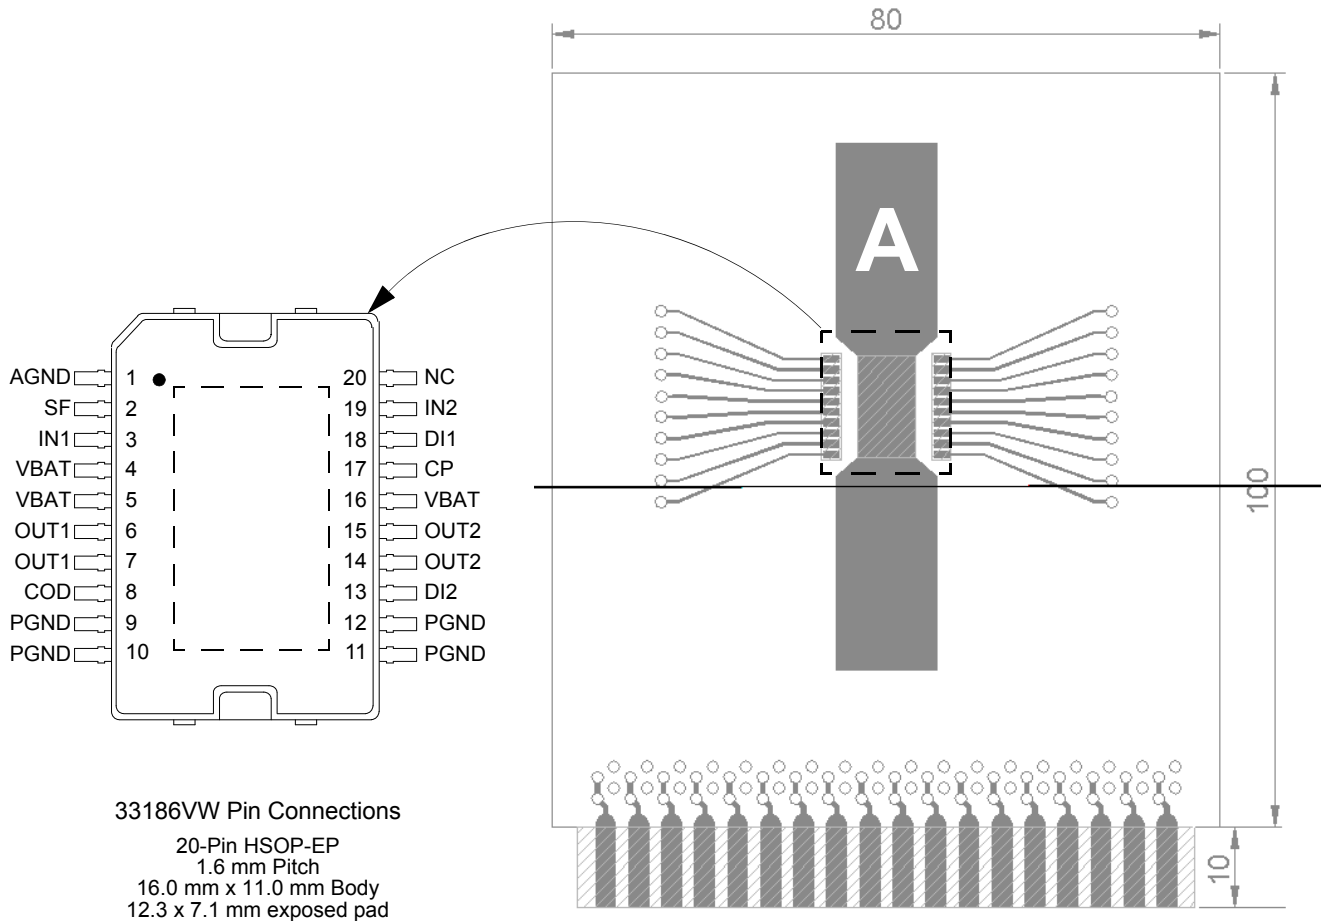 80
A
AGND 1 20 NC
SF 2 19 IN2
IN1 3 18 DI1
VBAT 4 17 CP
VBAT 5 16 VBAT
OUT1 6 15 OUT2
OUT1 7 14 OUT2
COD 8 13 DI2
PGND 9 12 PGND
PGND 10 11 PGND
100
33186VW Pin Connections
20-Pin HSOP-EP
1.6 mm Pitch
16.0 mm x 11.0 mm Body
12.3 x 7.1 mm exposed pad
10